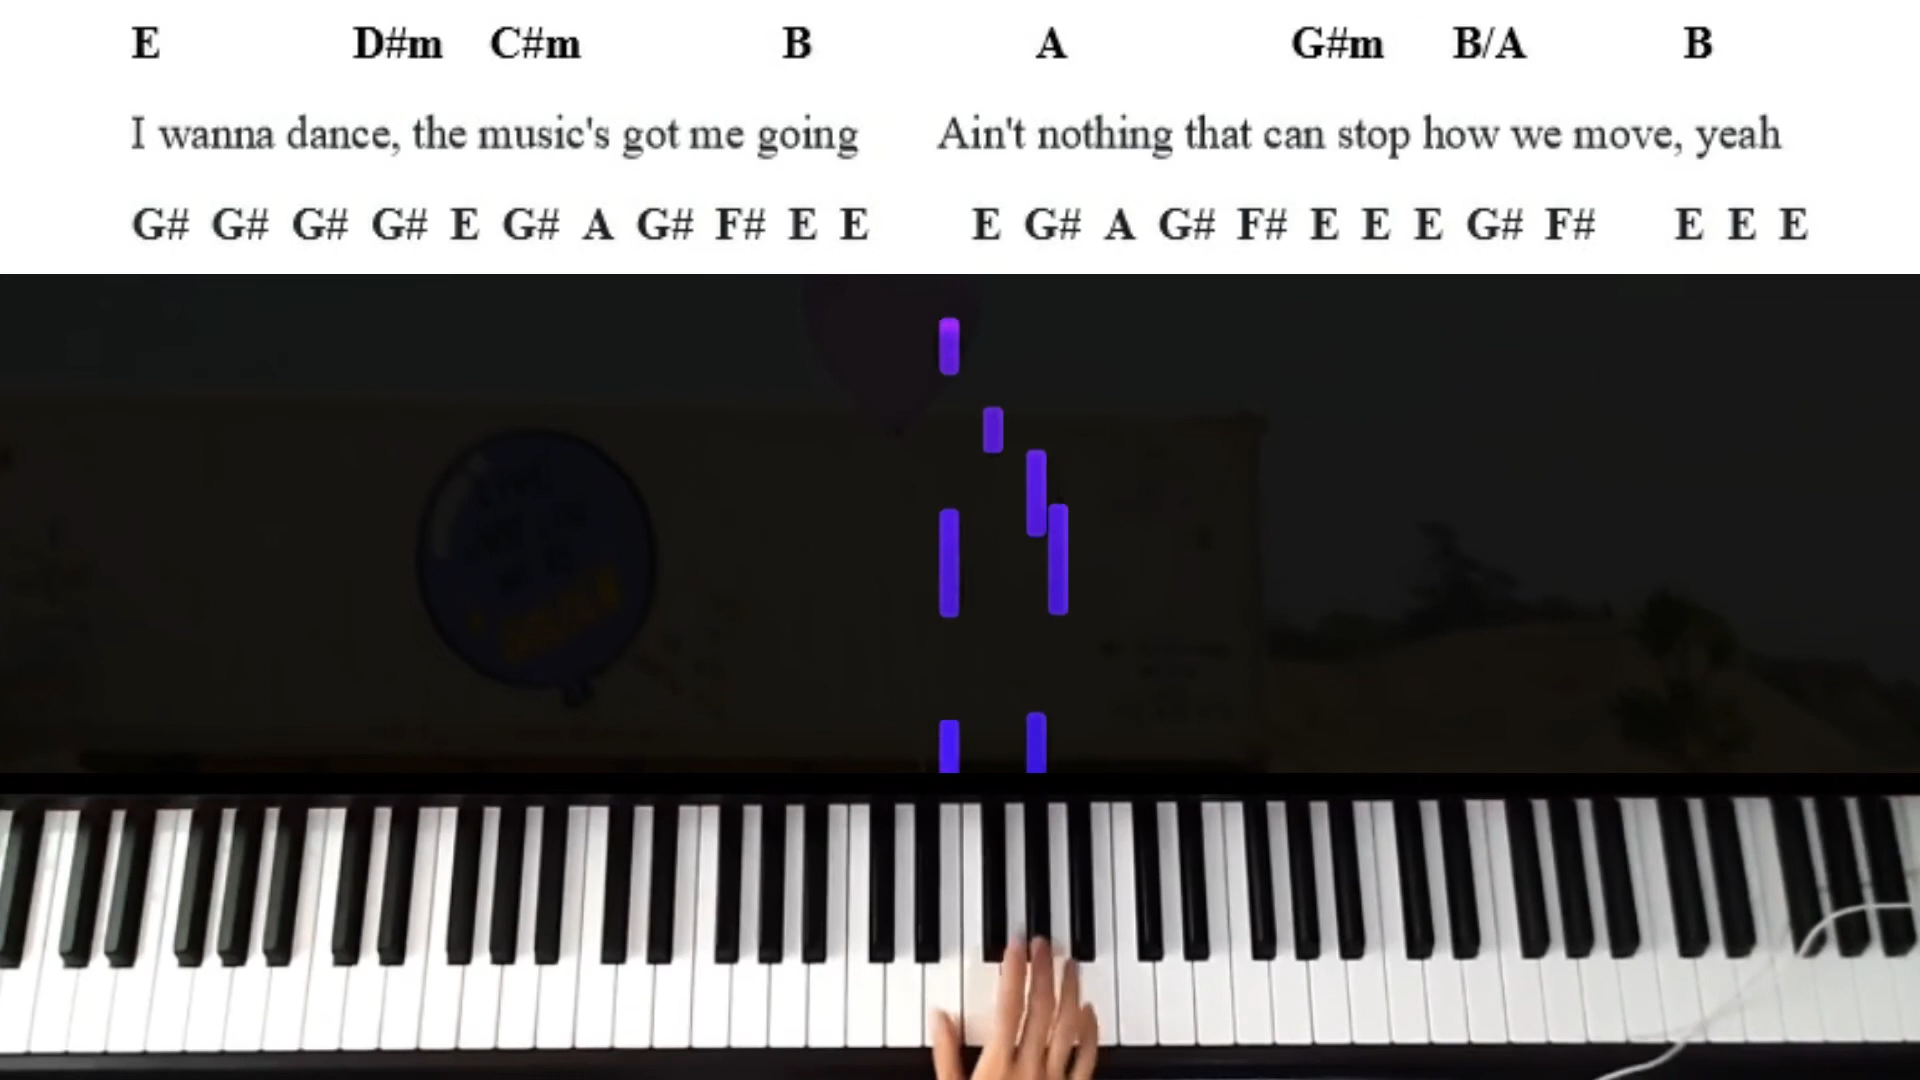 E D#m C#m B A G#m B/A B
I wanna dance, the music's got me going Ain't nothing that can stop how we move, yeah
G# G# G# G# E G# A G# F# E E E G# A G# F# E E E G# F# E E E